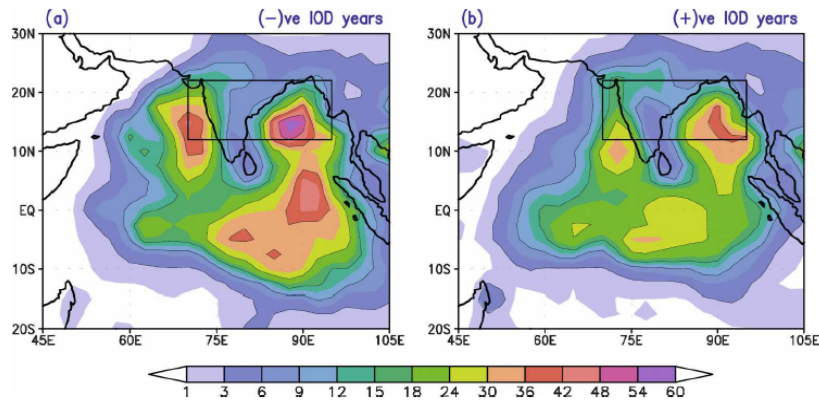 (a) (−)ve IOD years (b) (+)ve IOD years
30N 30N
20N 20N
10N 10N
EQ EQ
10S 10S
20S 20S
45E 60E 75E 90E 105E 45E 60E 75E 90E 105E
1 3 6 9 12 15 18 24 30 36 42 48 54 60